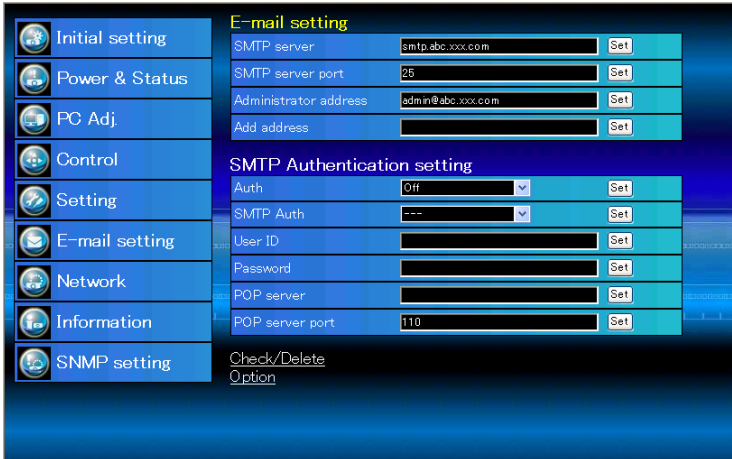 Initial setting
Power & Status
PC Adj.
Control
Setting
E-mail setting
Network
Information
SNMP setting
E-mail setting
SMTP server smtp.abc.xxx.com Set
SMTP server port 25 Set
Administrator address admin@abc.xxx.com Set
Add address Set
SMTP Authentication setting
Auth Off Set
SMTP Auth --- Set
User ID Set
Password Set
POP server Set
POP server port 110 Set
Check/Delete
Option